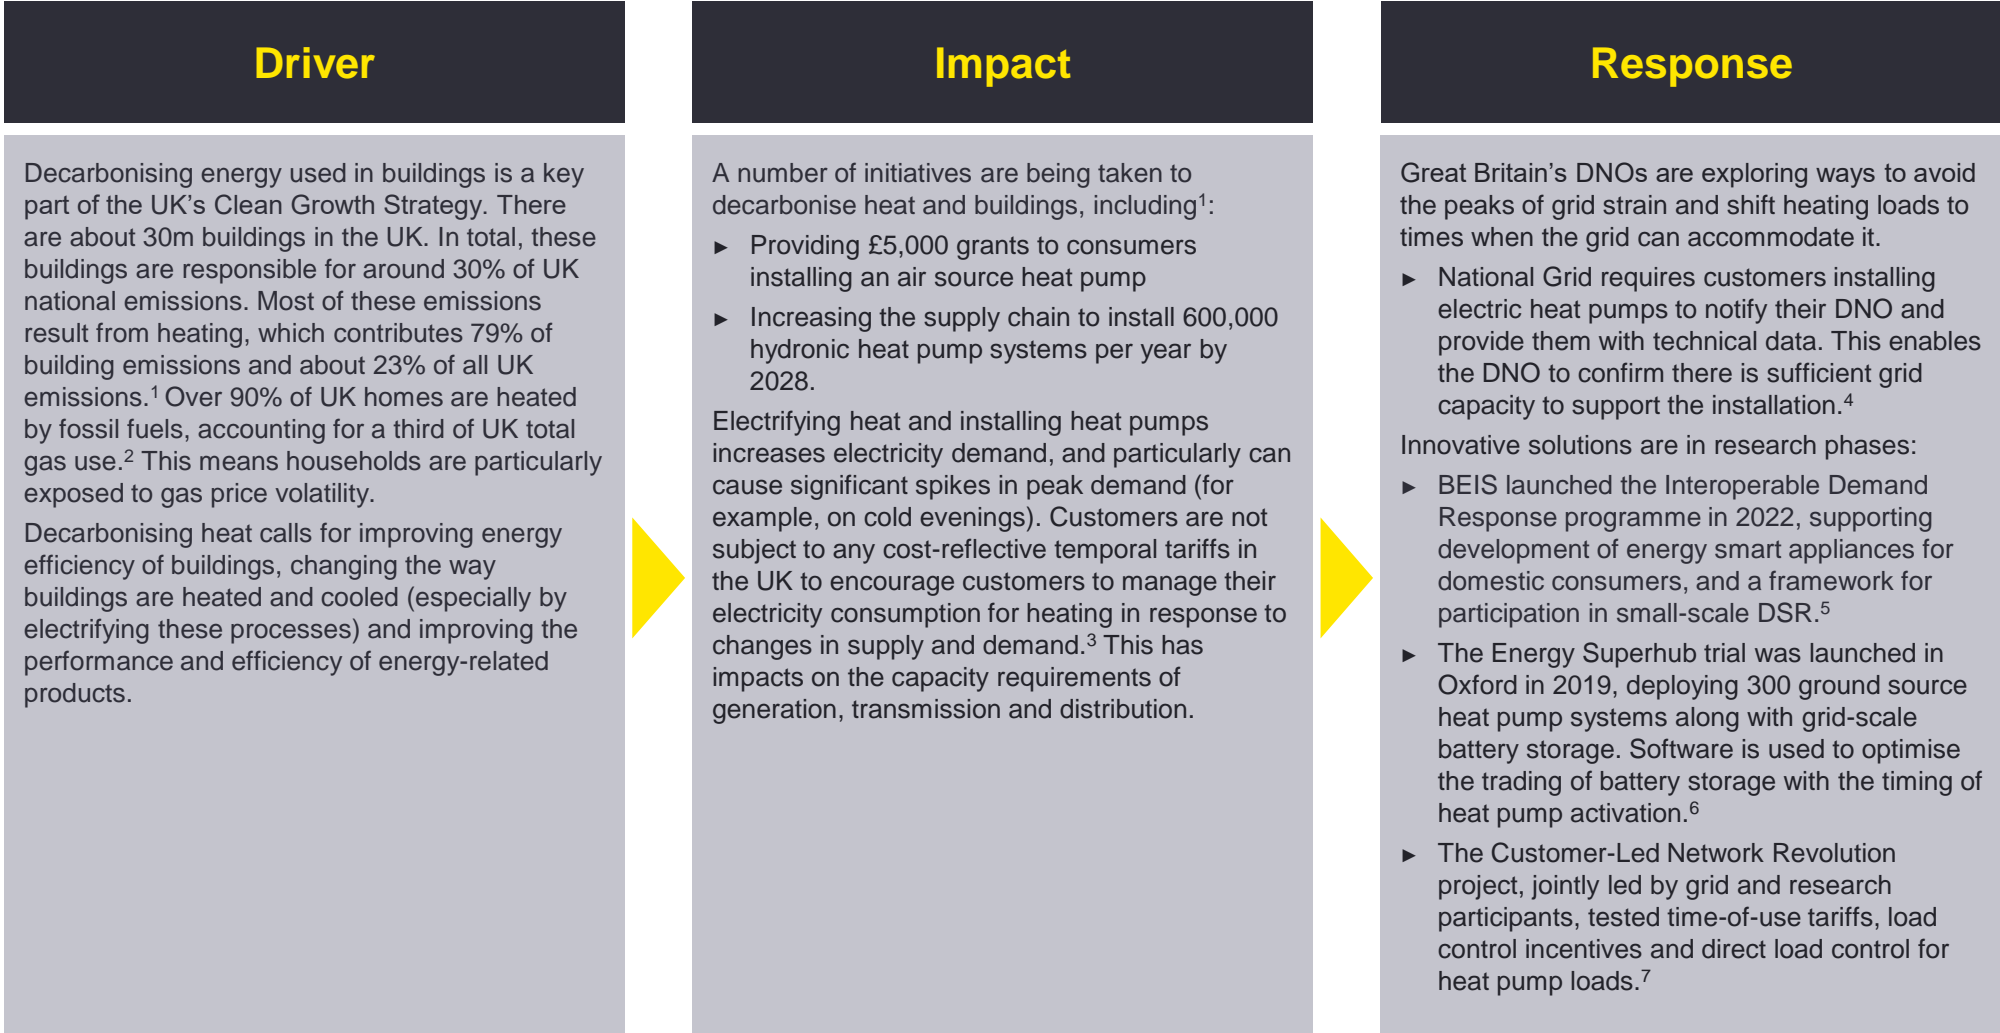 Driver
Decarbonising energy used in buildings is a key
part of the UK’s Clean Growth Strategy. There
are about 30m buildings in the UK. In total, these
buildings are responsible for around 30% of UK
national emissions. Most of these emissions
result from heating, which contributes 79% of
building emissions and about 23% of all UK
emissions.¹ Over 90% of UK homes are heated
by fossil fuels, accounting for a third of UK total
gas use.² This means households are particularly
exposed to gas price volatility.
Decarbonising heat calls for improving energy
efficiency of buildings, changing the way
buildings are heated and cooled (especially by
electrifying these processes) and improving the
performance and efficiency of energy-related
products.
Impact
A number of initiatives are being taken to
decarbonise heat and buildings, including¹:
► Providing £5,000 grants to consumers
installing an air source heat pump
► Increasing the supply chain to install 600,000
hydronic heat pump systems per year by
2028.
Electrifying heat and installing heat pumps
increases electricity demand, and particularly can
cause significant spikes in peak demand (for
example, on cold evenings). Customers are not
subject to any cost-reflective temporal tariffs in
the UK to encourage customers to manage their
electricity consumption for heating in response to
changes in supply and demand.³ This has
impacts on the capacity requirements of
generation, transmission and distribution.
Response
Great Britain’s DNOs are exploring ways to avoid
the peaks of grid strain and shift heating loads to
times when the grid can accommodate it.
► National Grid requires customers installing
electric heat pumps to notify their DNO and
provide them with technical data. This enables
the DNO to confirm there is sufficient grid
capacity to support the installation.⁴
Innovative solutions are in research phases:
► BEIS launched the Interoperable Demand
Response programme in 2022, supporting
development of energy smart appliances for
domestic consumers, and a framework for
participation in small-scale DSR.⁵
► The Energy Superhub trial was launched in
Oxford in 2019, deploying 300 ground source
heat pump systems along with grid-scale
battery storage. Software is used to optimise
the trading of battery storage with the timing of
heat pump activation.⁶
► The Customer-Led Network Revolution
project, jointly led by grid and research
participants, tested time-of-use tariffs, load
control incentives and direct load control for
heat pump loads.⁷